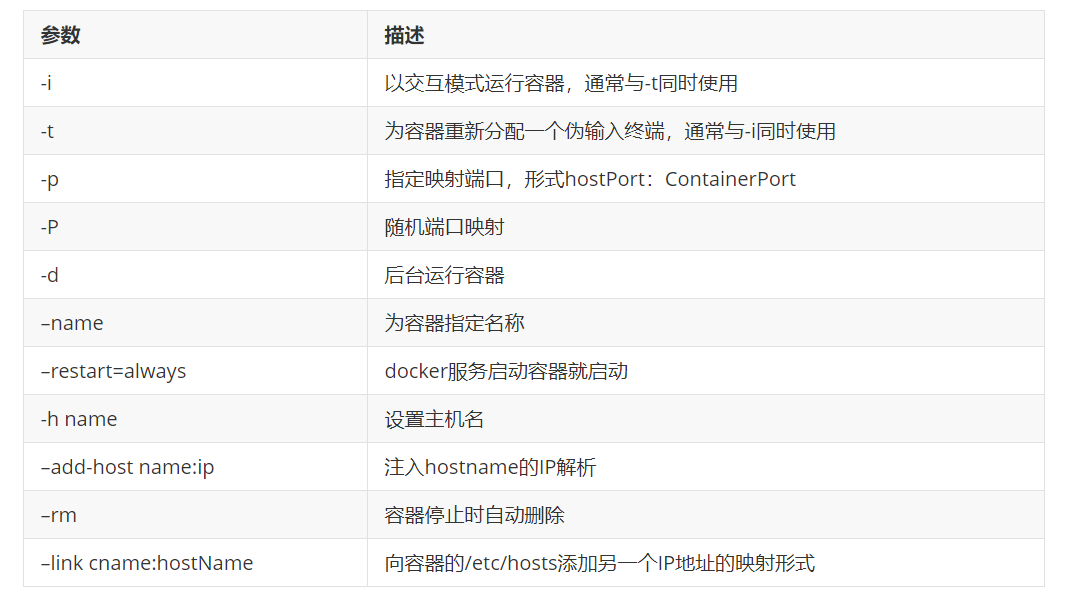 参数 描述
-i 以交互模式运行容器，通常与-t同时使用
-t 为容器重新分配一个伪输入终端，通常与-i同时使用
-p 指定映射端口，形式hostPort：ContainerPort
-P 随机端口映射
-d 后台运行容器
–name 为容器指定名称
–restart=always docker服务启动容器就启动
-h name 设置主机名
–add-host name:ip 注入hostname的IP解析
–rm 容器停止时自动删除
–link cname:hostName 向容器的/etc/hosts添加另一个IP地址的映射形式